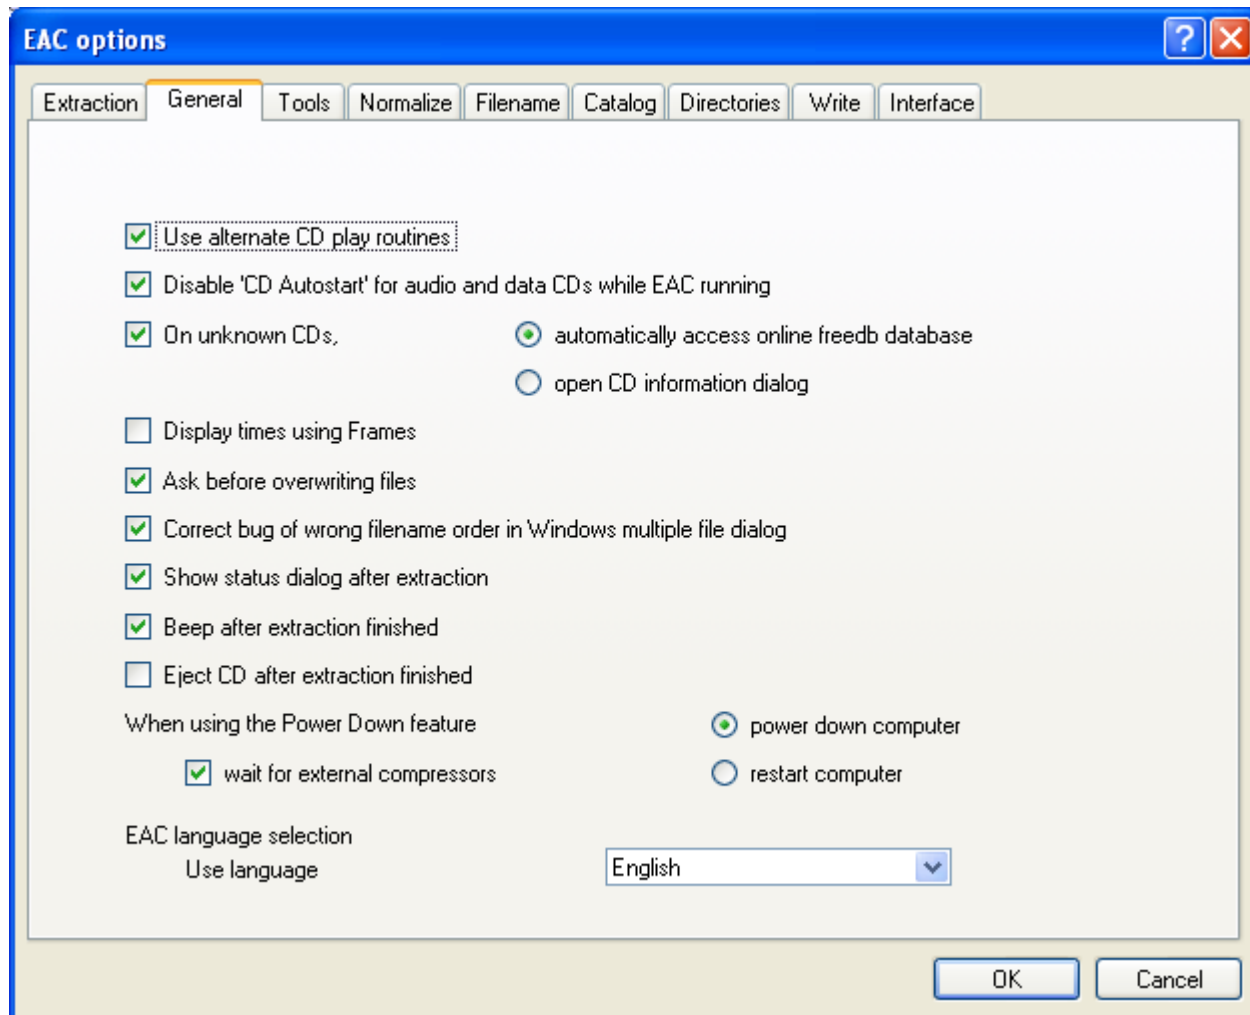 EAC options
Extraction General Tools Normalize Filename Catalog Directories Write Interface
Use alternate CD play routines
Disable 'CD Autostart' for audio and data CDs while EAC running
On unknown CDs, automatically access online freedb database
open CD information dialog
Display times using Frames
Ask before overwriting files
Correct bug of wrong filename order in Windows multiple file dialog
Show status dialog after extraction
Beep after extraction finished
Eject CD after extraction finished
When using the Power Down feature power down computer
wait for external compressors restart computer
EAC language selection
Use language English
OK Cancel